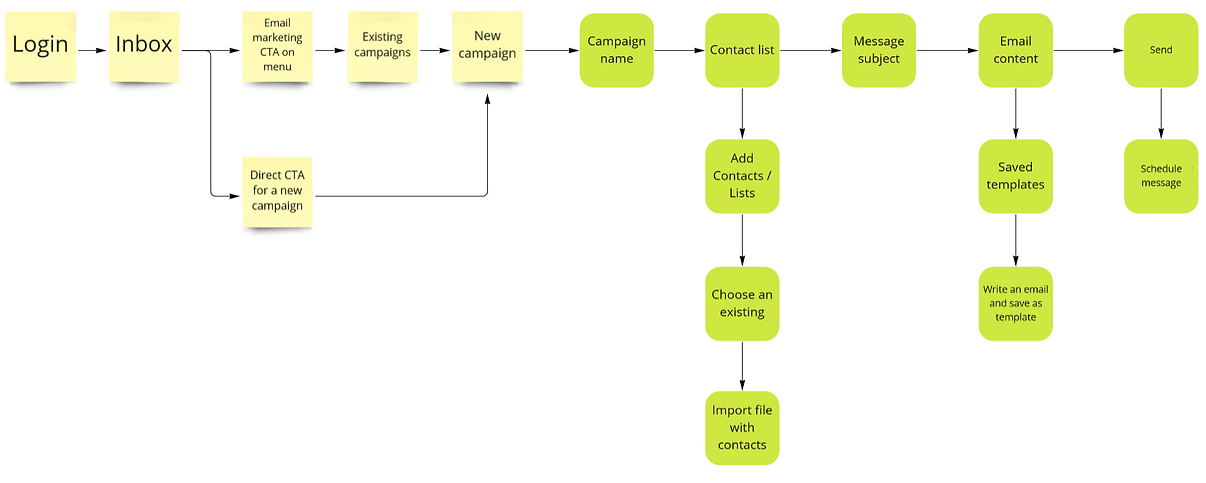 Login
Inbox
Email
marketing
CTA on
menu
Existing
campaigns
New
campaign
Campaign
name
Contact list
Message
subject
Email
content
Send
Direct CTA
for a new
campaign
Add
Contacts /
Lists
Saved
templates
Schedule
message
Choose an
existing
Write an email
and save as
template
Import file
with
contacts